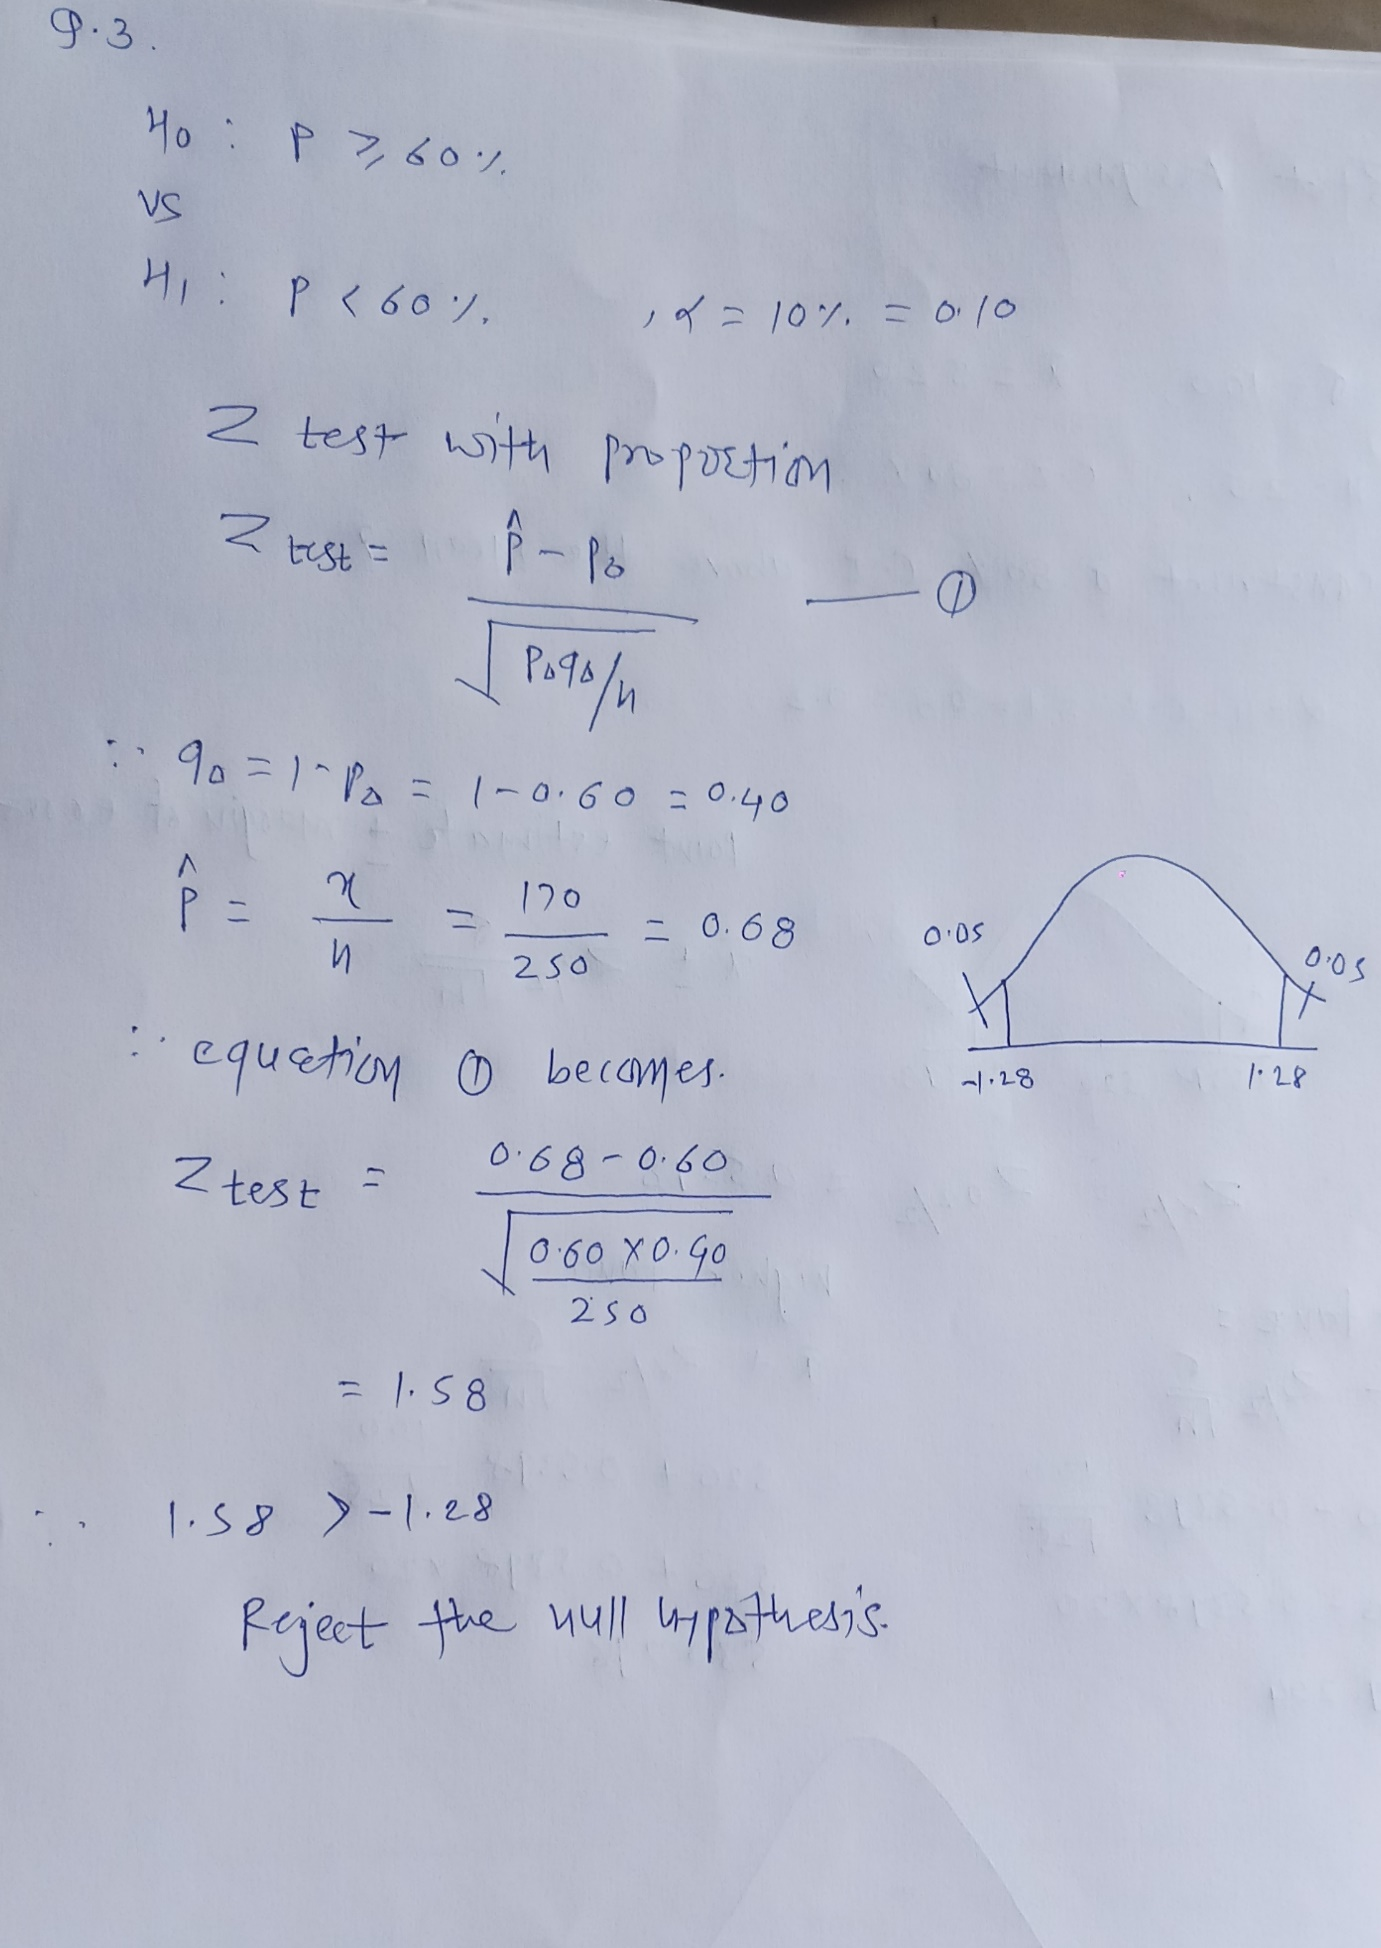 Q.3.
H0 : P ≥ 60%
VS
H1 : P < 60%. , α = 10% = 0.10
Z test with proportion
Z test = p̂ - p0 / √p0q0/n —— ①
∵ q0 = 1 - p0 = 1-0.60 = 0.40
p̂ = x/n = 170/250 = 0.68
0.05 0.05
-1.28 1.28
∴ equation ① becomes.
Z test = 0.68-0.60 / √0.60 X 0.90/250
= 1.58
∴ 1.58 > -1.28
Reject the null hypothesis.